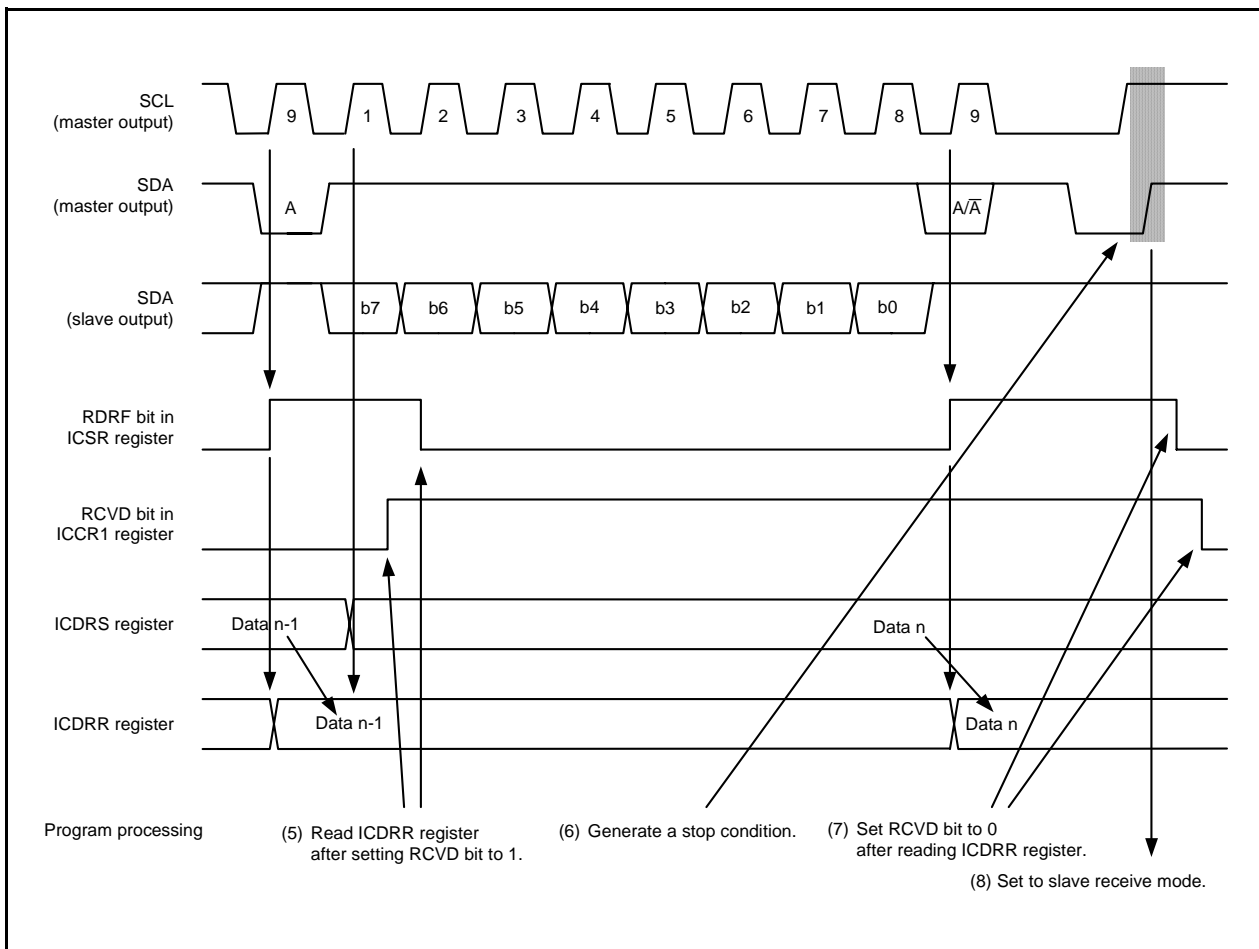 SCL
(master output)
9 1 2 3 4 5 6 7 8 9
SDA
(master output)
A A/A̅
SDA
(slave output)
b7 b6 b5 b4 b3 b2 b1 b0
RDRF bit in
ICSR register
RCVD bit in
ICCR1 register
ICDRS register
Data n-1 Data n
ICDRR register
Data n-1 Data n
Program processing
(5) Read ICDRR register
after setting RCVD bit to 1.
(6) Generate a stop condition.
(7) Set RCVD bit to 0
after reading ICDRR register.
(8) Set to slave receive mode.